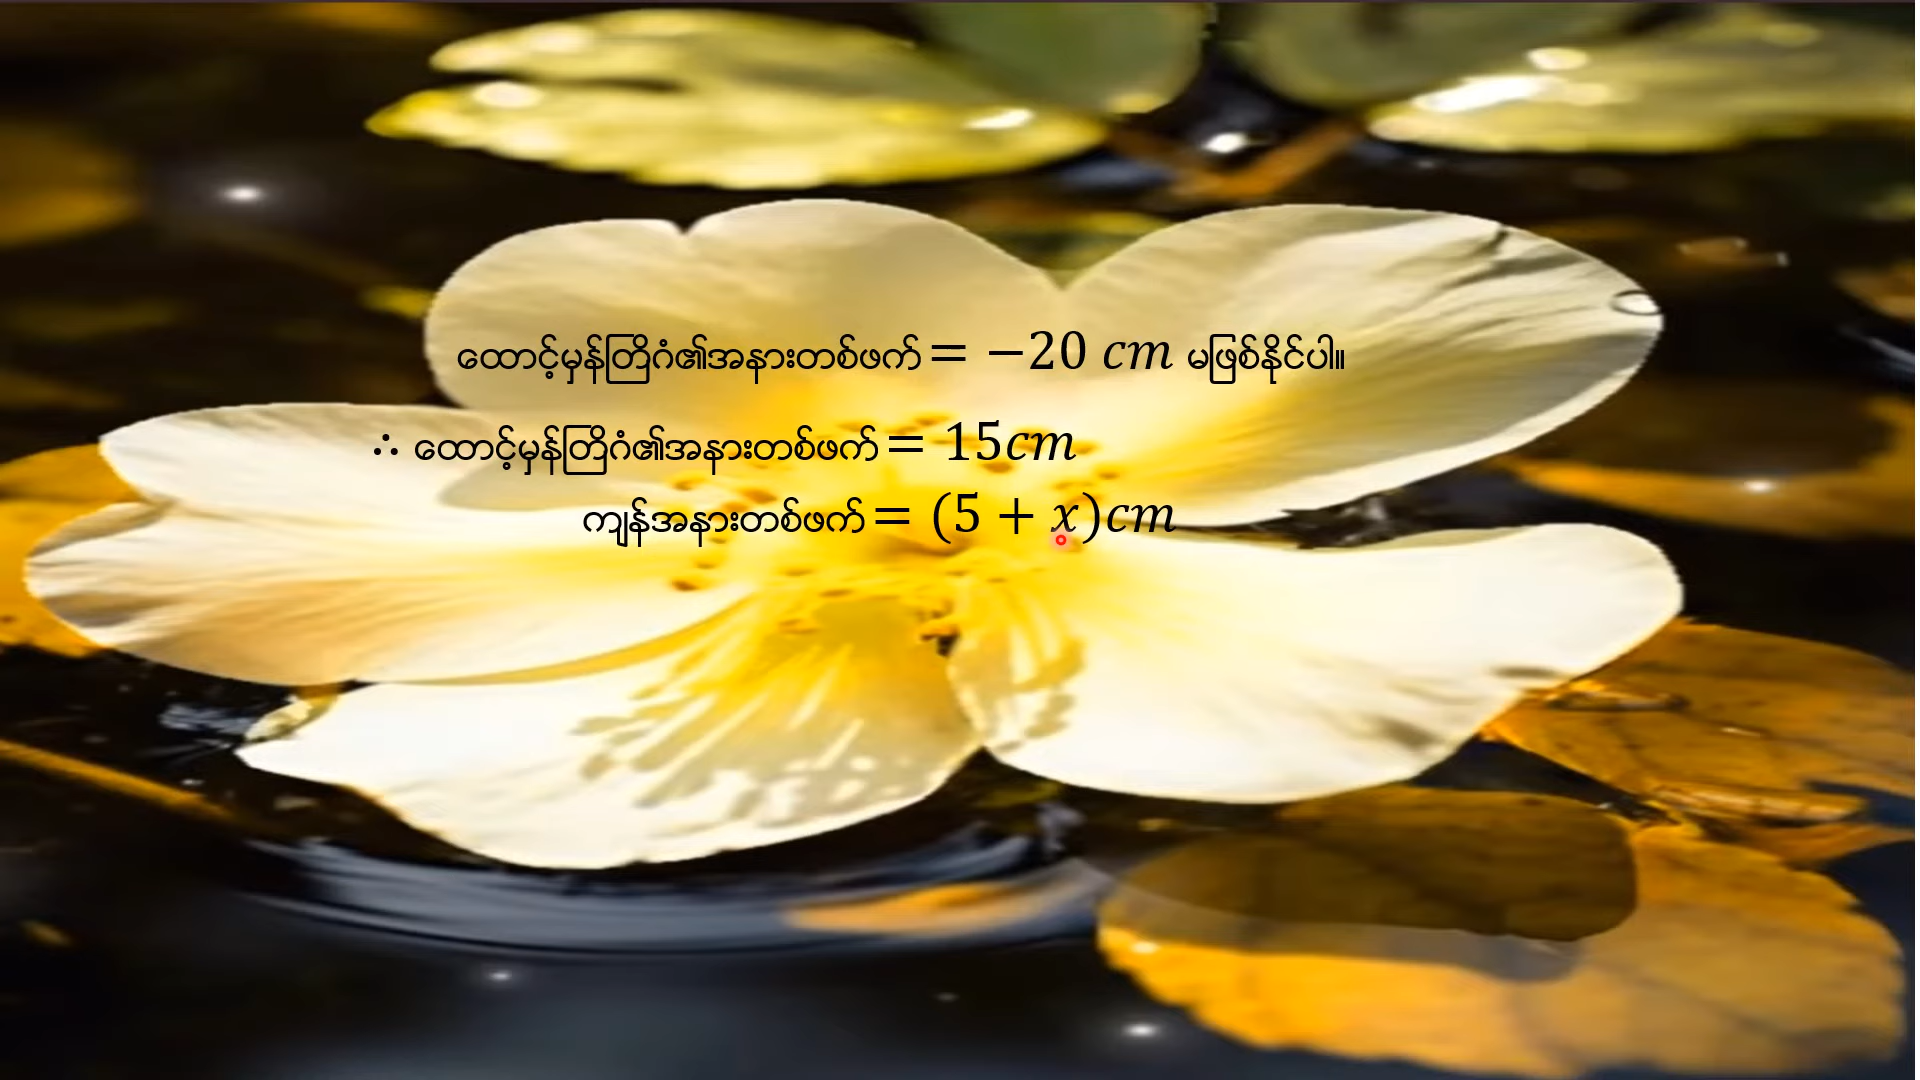 ထောင့်မှန်တြိဂံ၏အနားတစ်ဖက် = −20 cm မဖြစ်နိုင်ပါ။
∴ ထောင့်မှန်တြိဂံ၏အနားတစ်ဖက် = 15cm
ကျန်အနားတစ်ဖက် = (5 + x)cm